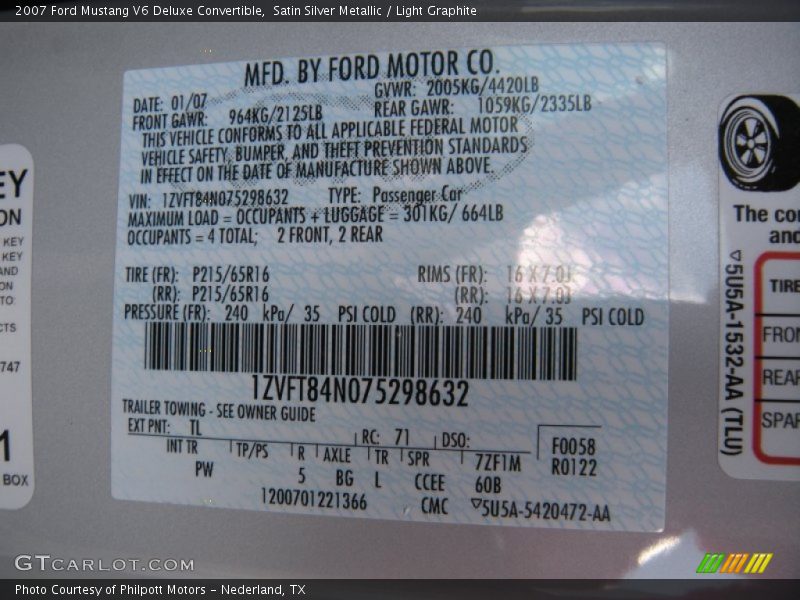 2007 Ford Mustang V6 Deluxe Convertible, Satin Silver Metallic / Light Graphite
MFD. BY FORD MOTOR CO.
DATE: 01/07 GVWR: 2005KG/4420LB
FRONT GAWR: 964KG/2125LB REAR GAWR: 1059KG/2335LB
THIS VEHICLE CONFORMS TO ALL APPLICABLE FEDERAL MOTOR
VEHICLE SAFETY, BUMPER, AND THEFT PREVENTION STANDARDS
IN EFFECT ON THE DATE OF MANUFACTURE SHOWN ABOVE.
VIN: 1ZVFT84N075298632 TYPE: Passenger Car
MAXIMUM LOAD = OCCUPANTS + LUGGAGE = 301KG/ 664LB
OCCUPANTS = 4 TOTAL; 2 FRONT, 2 REAR
TIRE (FR): P215/65R16 RIMS (FR): 16 X 7.0J
(RR): P215/65R16 (RR): 16 X 7.0J
PRESSURE (FR): 240 kPa/ 35 PSI COLD (RR): 240 kPa/ 35 PSI COLD
1ZVFT84N075298632
TRAILER TOWING - SEE OWNER GUIDE
EXT PNT: TL RC: 71 DSO: F0058
INT TR TP/PS R AXLE TR SPR 7ZF1M R0122
PW 5 BG L CCEE 60B
1200701221366 CMC ▽5U5A-5420472-AA
EY
ON
KEY
KEY
AND
ON
TO:
CTS
747
1
BOX
The con
and
▽5U5A-1532-AA (TLU)
TIRE
FRON
REAR
SPAR
GTCARLOT.COM
Photo Courtesy of Philpott Motors – Nederland, TX